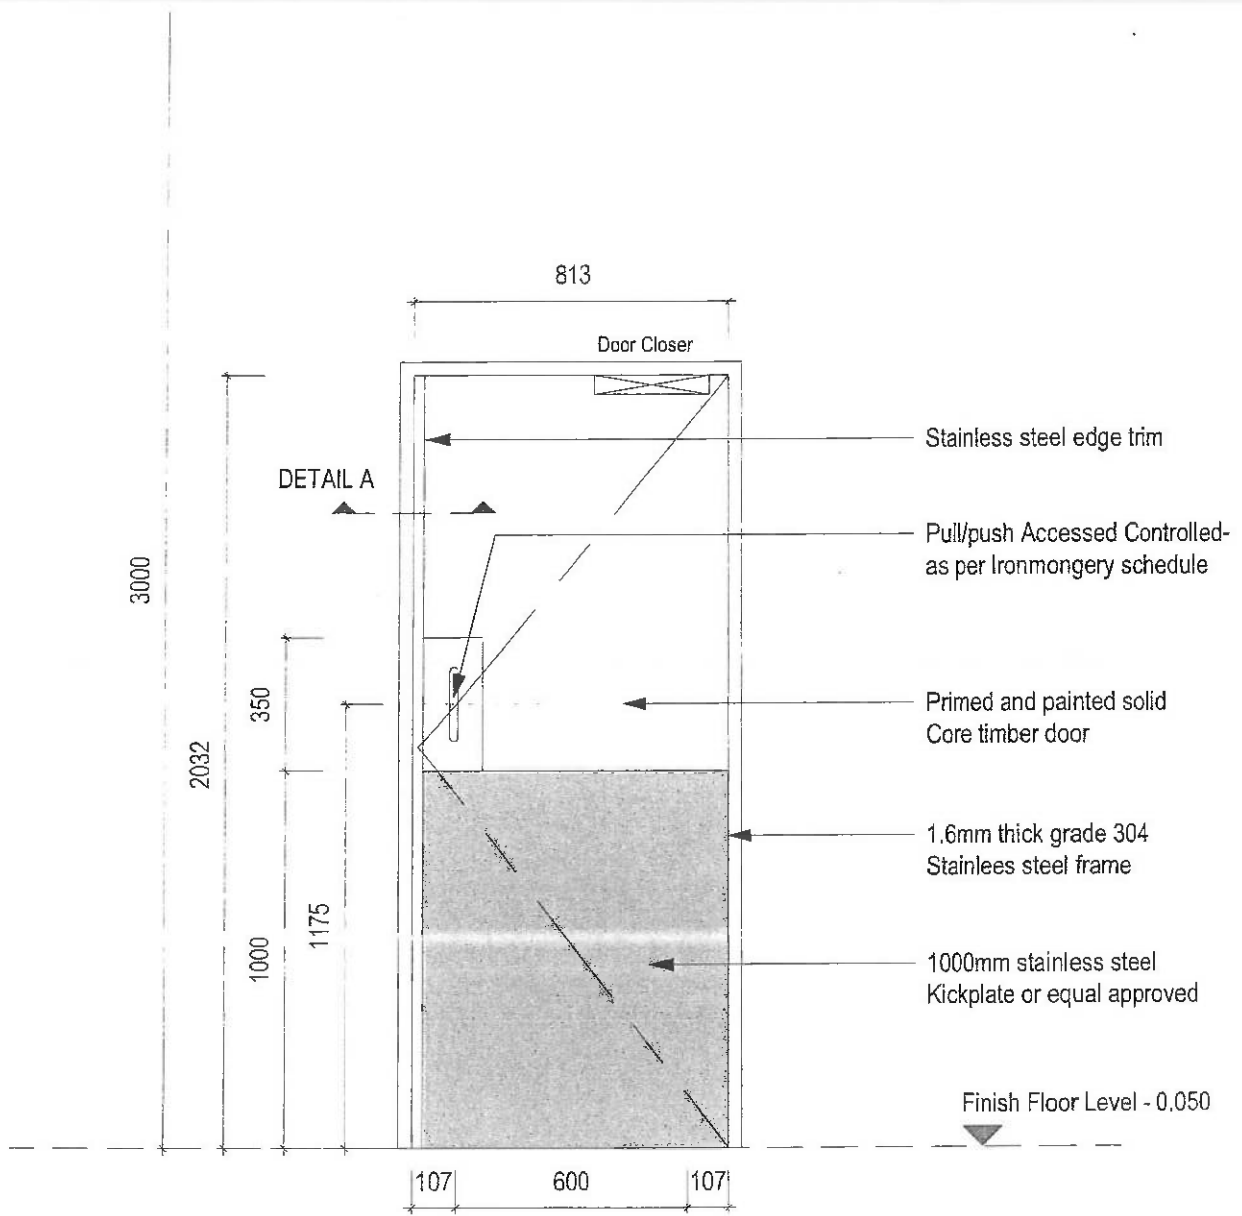 813
Door Closer
Stainless steel edge trim
DETAIL A
Pull/push Accessed Controlled-
as per Ironmongery schedule
3000
350
Primed and painted solid
Core timber door
2032
1.6mm thick grade 304
Stainlees steel frame
1175
1000
1000mm stainless steel
Kickplate or equal approved
Finish Floor Level - 0.050
107
600
107